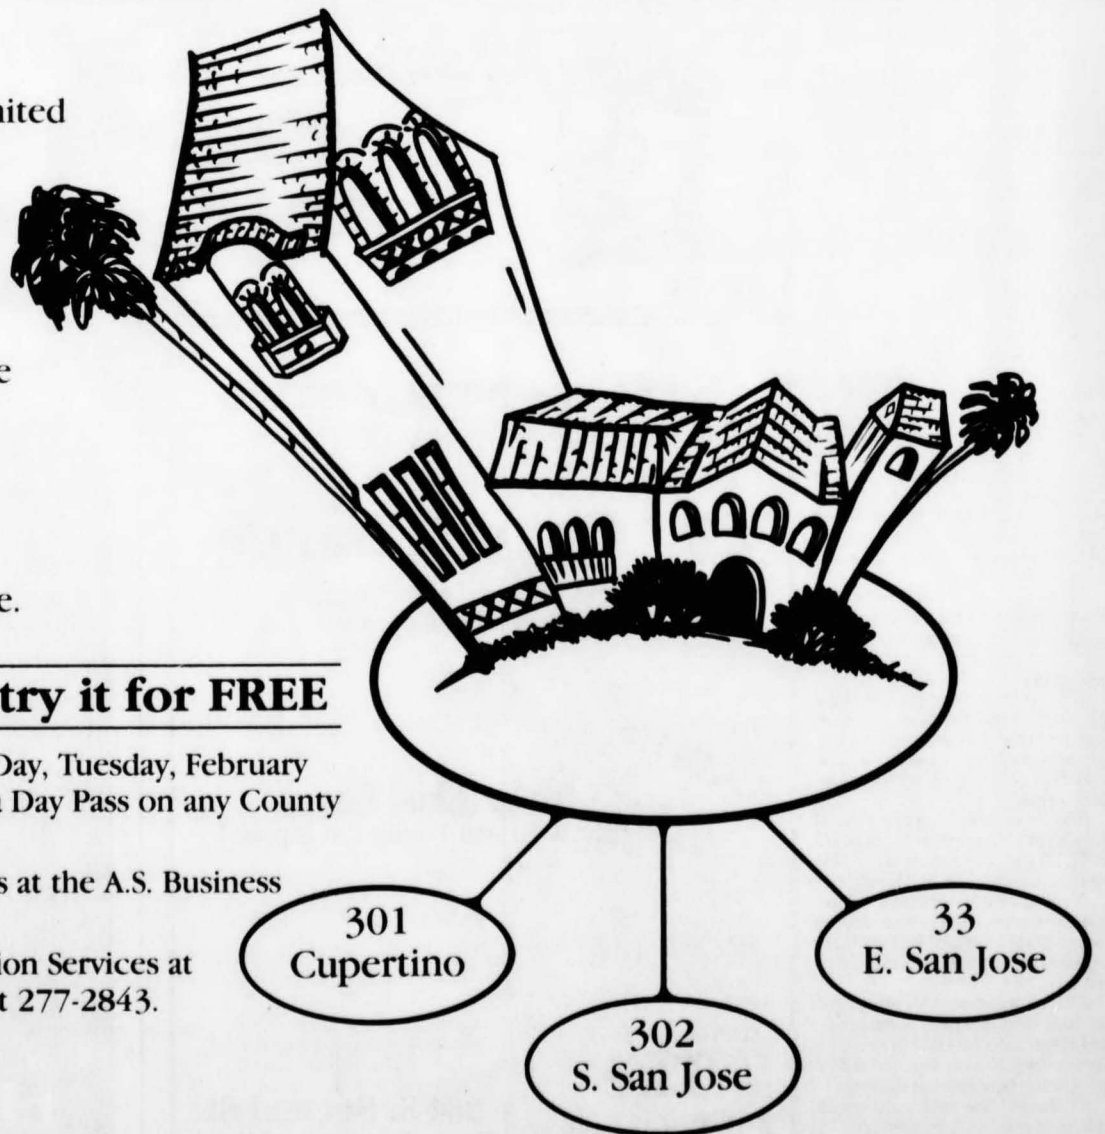 nited
e
e.
try it for FREE
Day, Tuesday, February
a Day Pass on any County
s at the A.S. Business
ion Services at
t 277-2843.
301
Cupertino
302
S. San Jose
33
E. San Jose